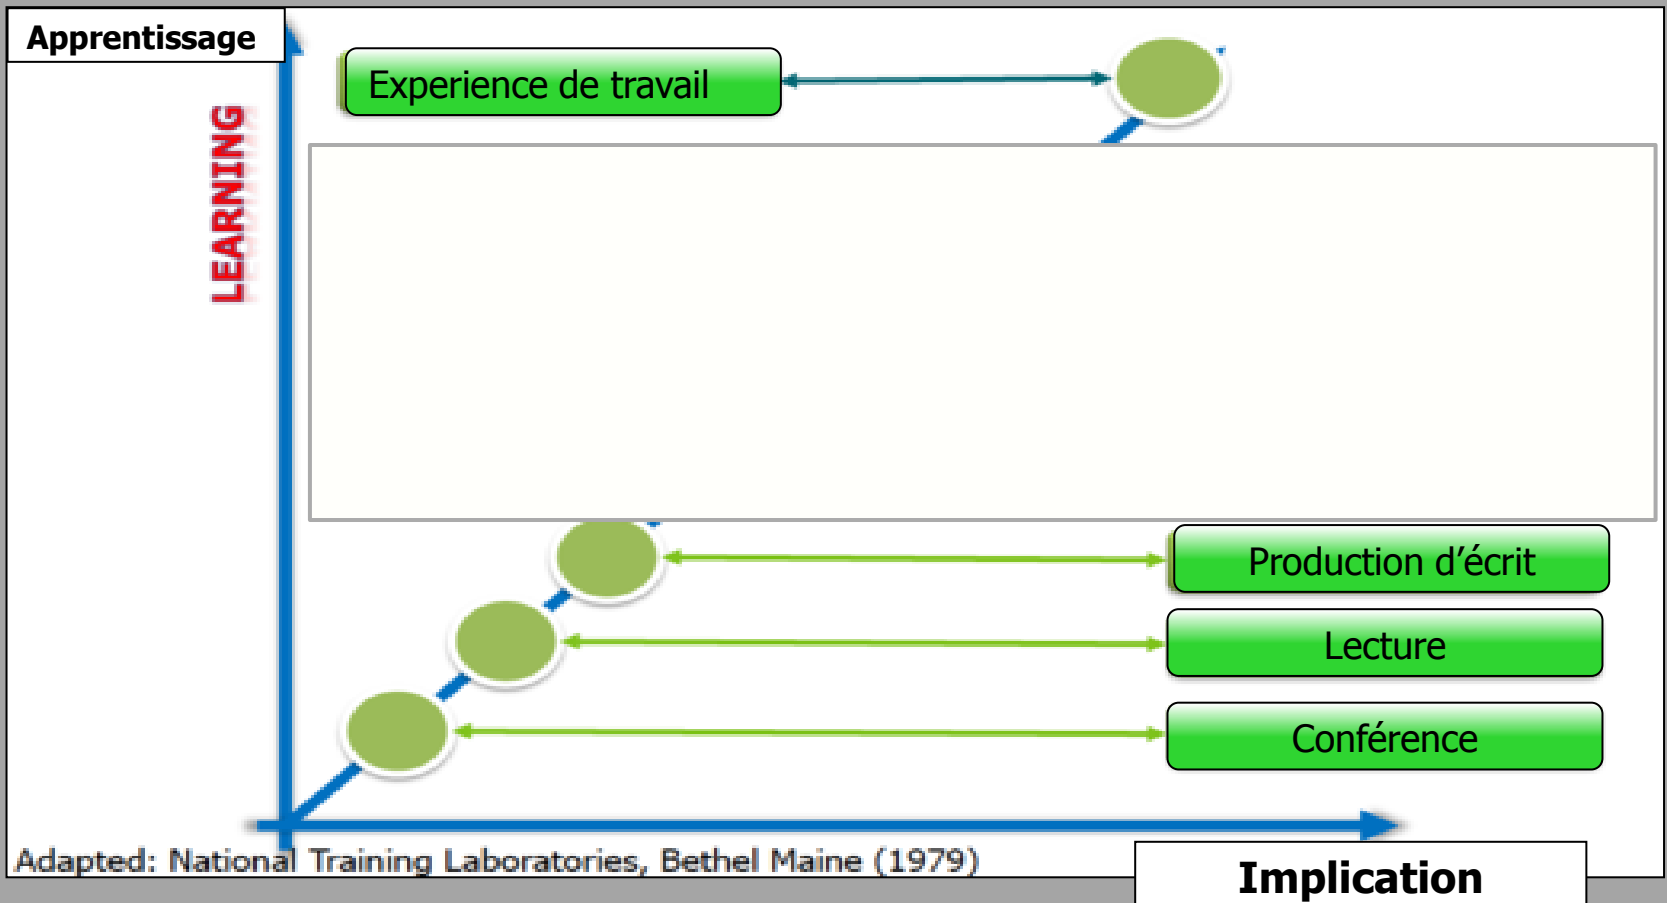 Apprentissage
Experience de travail
LEARNING
Production d’écrit
Lecture
Conférence
Adapted: National Training Laboratories, Bethel Maine (1979)
Implication